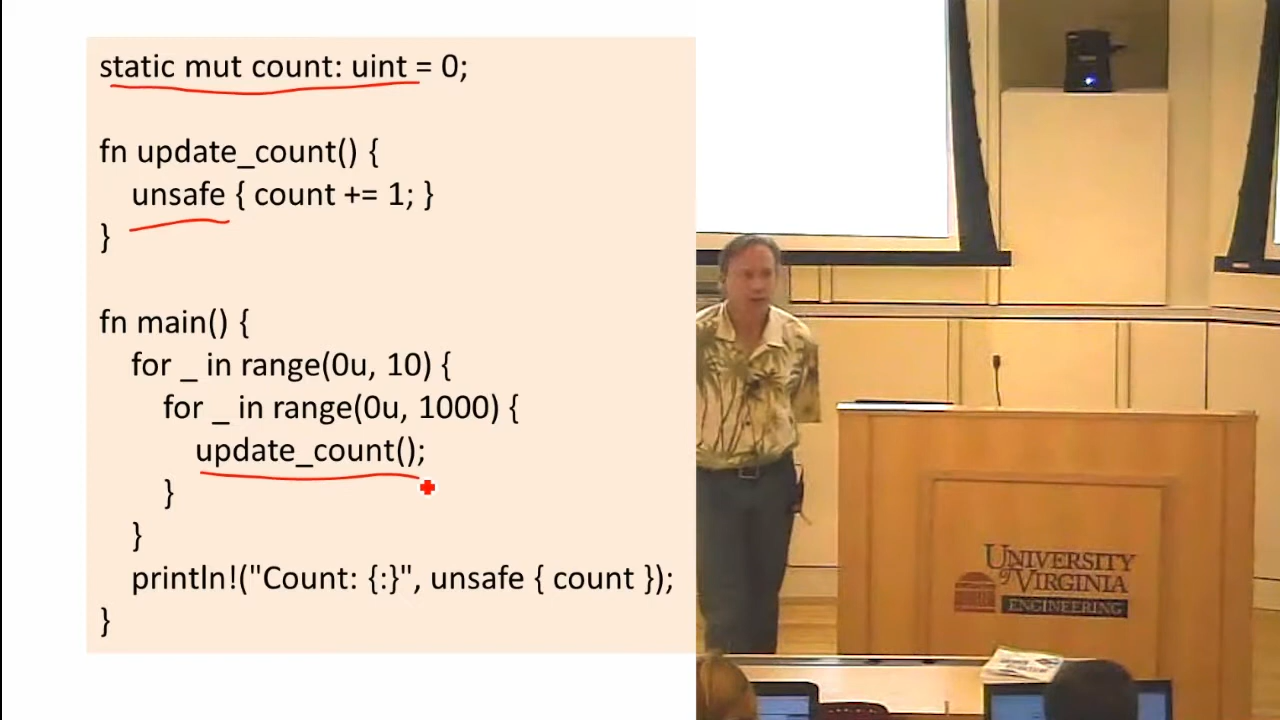 static mut count: uint = 0;
fn update_count() {
unsafe { count += 1; }
}
fn main() {
for _ in range(0u, 10) {
for _ in range(0u, 1000) {
update_count();
}
}
println!("Count: {:}", unsafe { count });
}
UNIVERSITY
of VIRGINIA
ENGINEERING